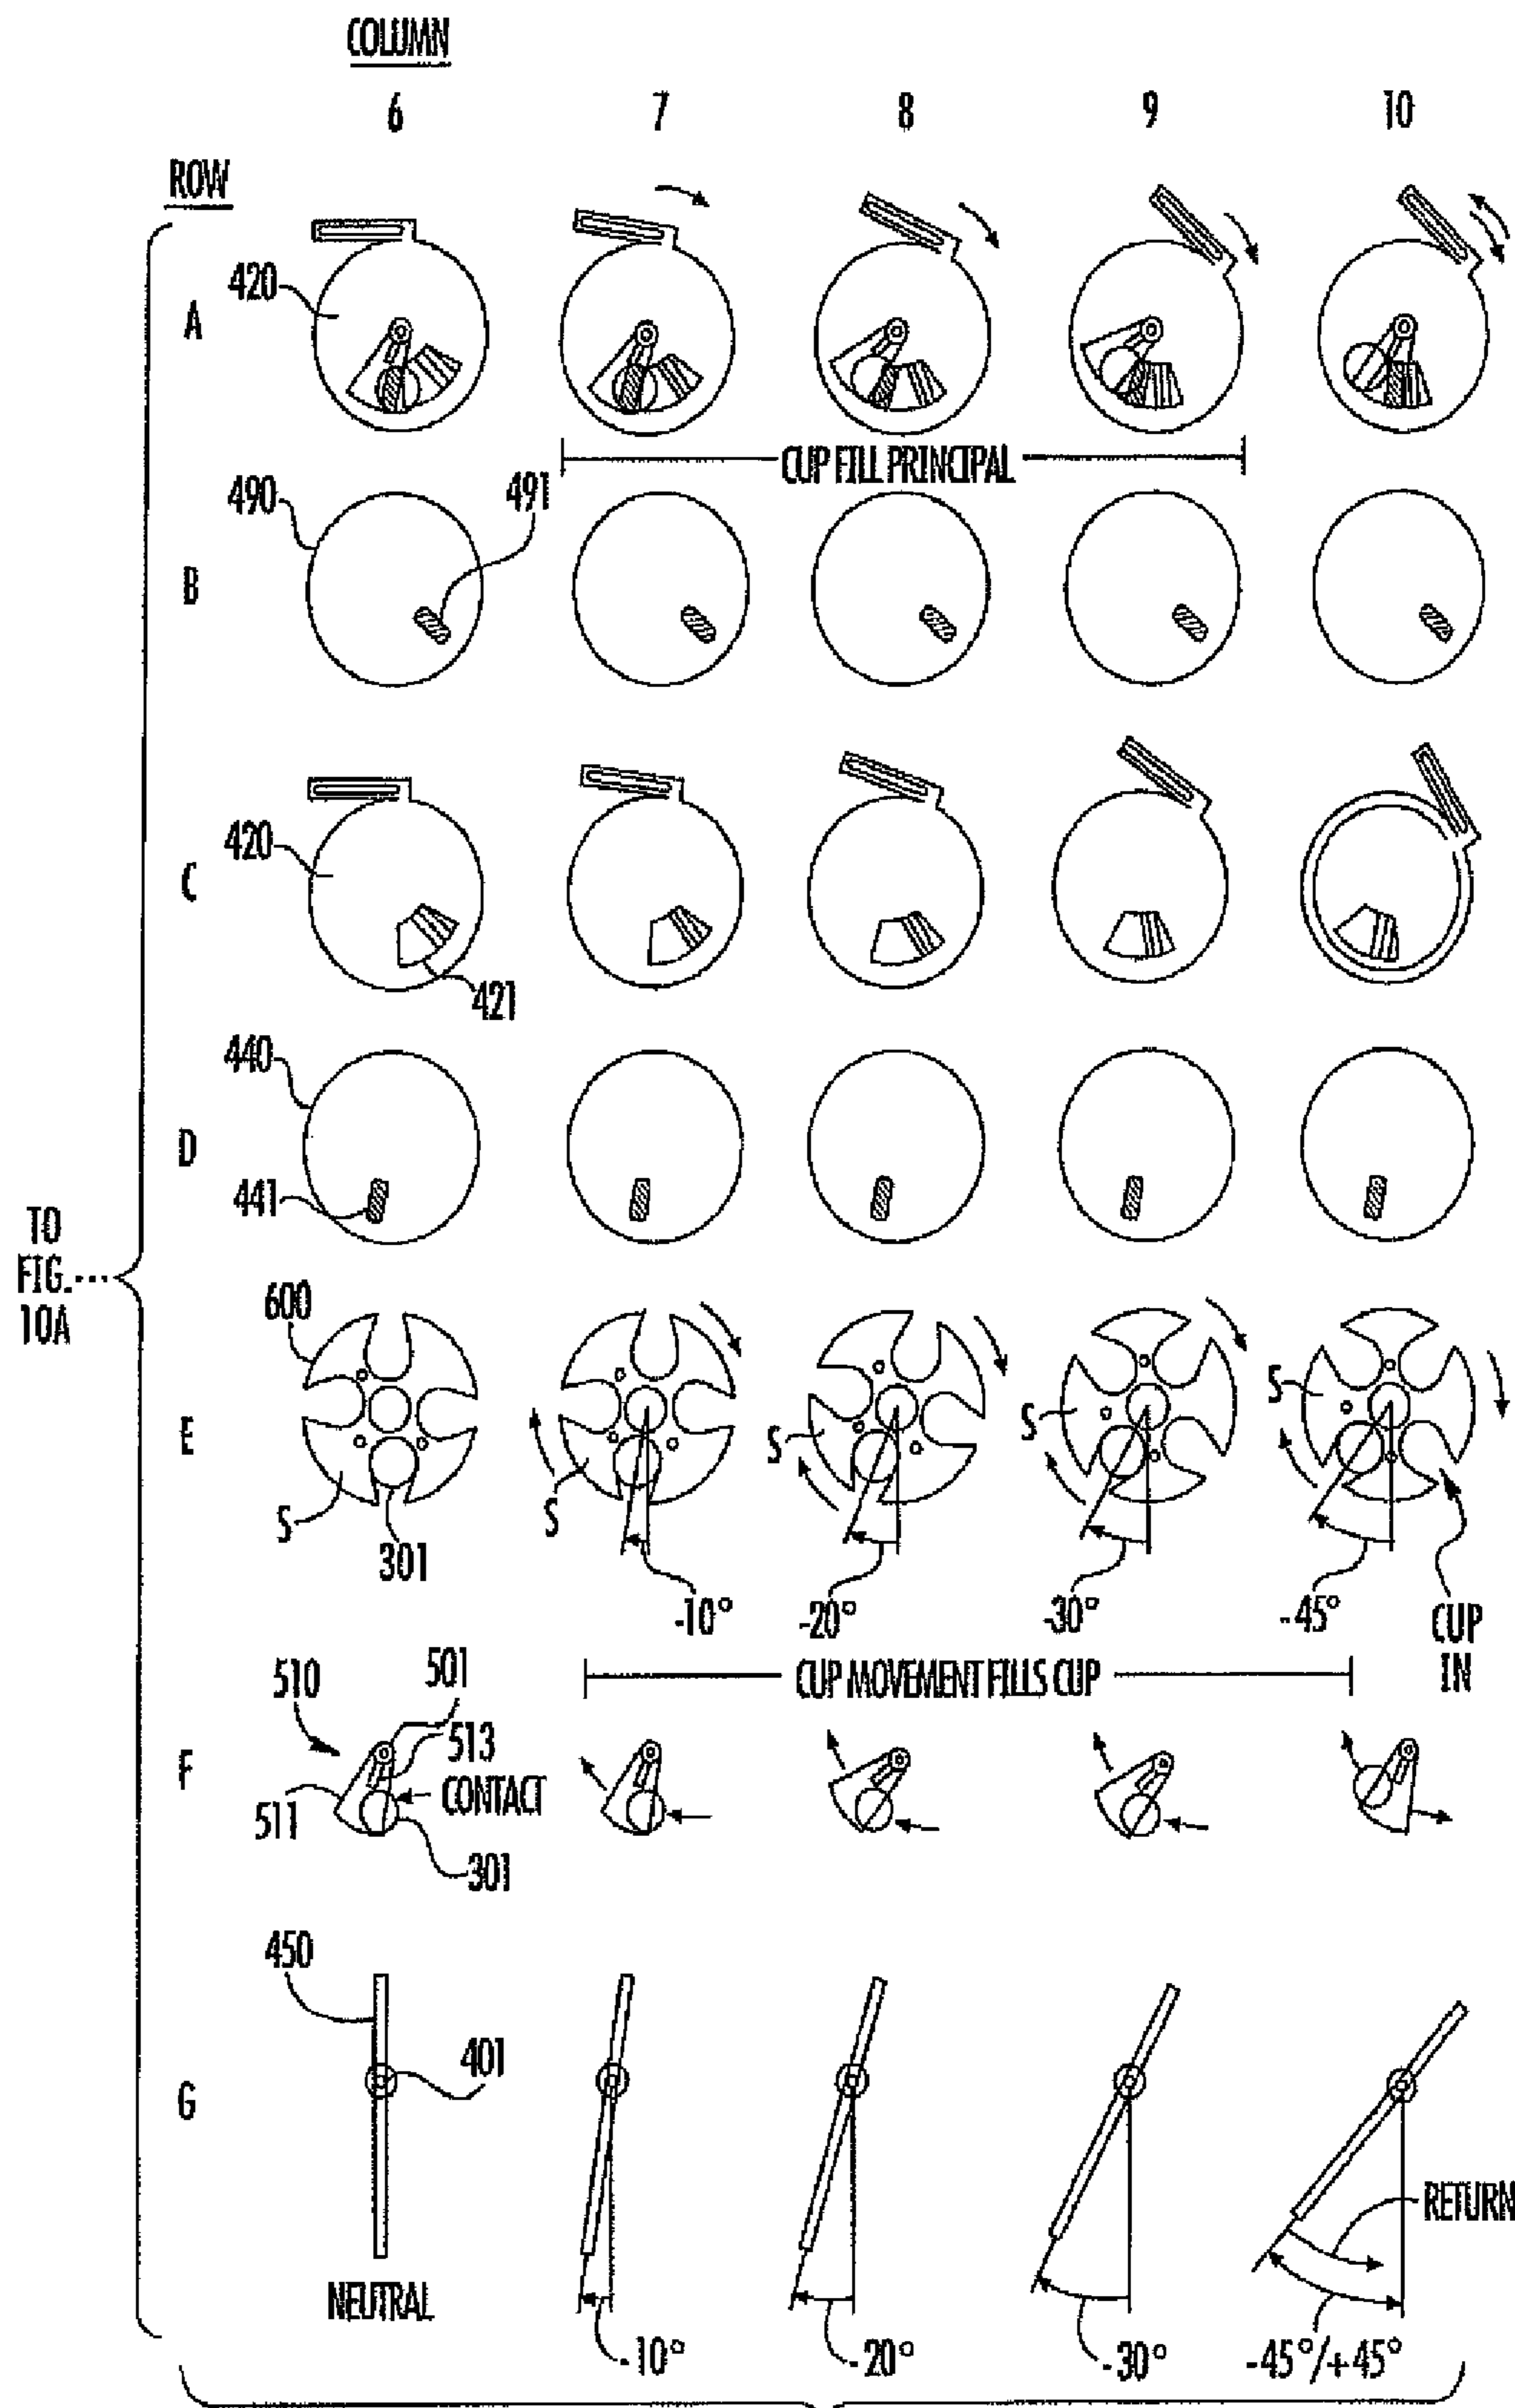 COLUMN
6 7 8 9 10
ROW
A
420
CUP FILL PRINCIPAL
490
491
B
420
C
421
440
D
441
TO
FIG.
10A
600
E
S S S S S
301
-10° -20° -30° -45°
CUP
IN
CUP MOVEMENT FILLS CUP
510
501
513
F
CONTACT
511
301
450
401
G
RETURN
NEUTRAL
-10° -20° -30° -45°/+45°